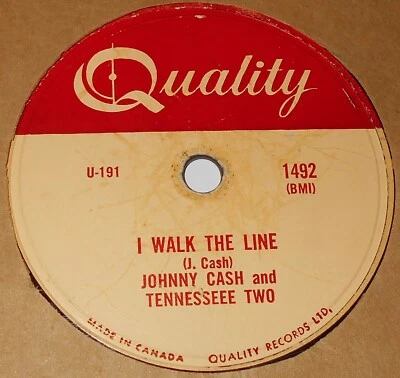 Quality
U-191
1492
(BMI)
I WALK THE LINE
(J. Cash)
JOHNNY CASH and
TENNESSEEE TWO
MADE IN CANADA
QUALITY RECORDS LTD,